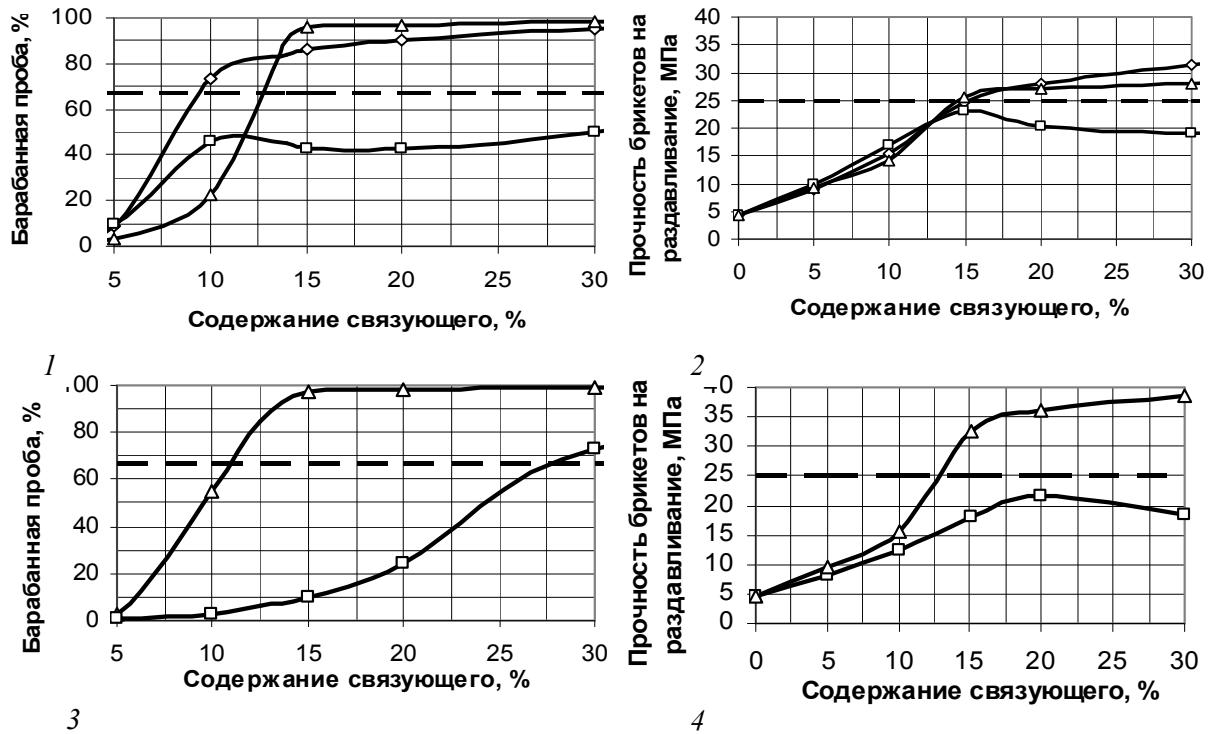 Барабанная проба, %
100
80
60
40
20
0
5 10 15 20 30
Содержание связующего, %
1
Прочность брикетов на
раздавливание, МПа
40
35
30
25
20
15
10
5
0
0 5 10 15 20 30
Содержание связующего, %
2
Барабанная проба, %
100
80
60
40
20
0
5 10 15 20 30
Содержание связующего, %
3
Прочность брикетов на
раздавливание, МПа
40
35
30
25
20
15
10
5
0
0 5 10 15 20 30
Содержание связующего, %
4